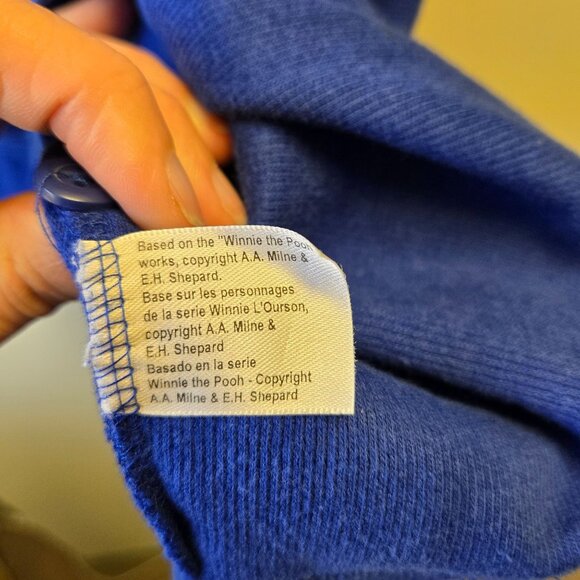 Based on the "Winnie the Pooh
works, copyright A.A. Milne &
E.H. Shepard.
Base sur les personnages
de la serie Winnie L'Ourson,
copyright A.A. Milne &
E.H. Shepard
Basado en la serie
Winnie the Pooh - Copyright
A.A. Milne & E.H. Shepard